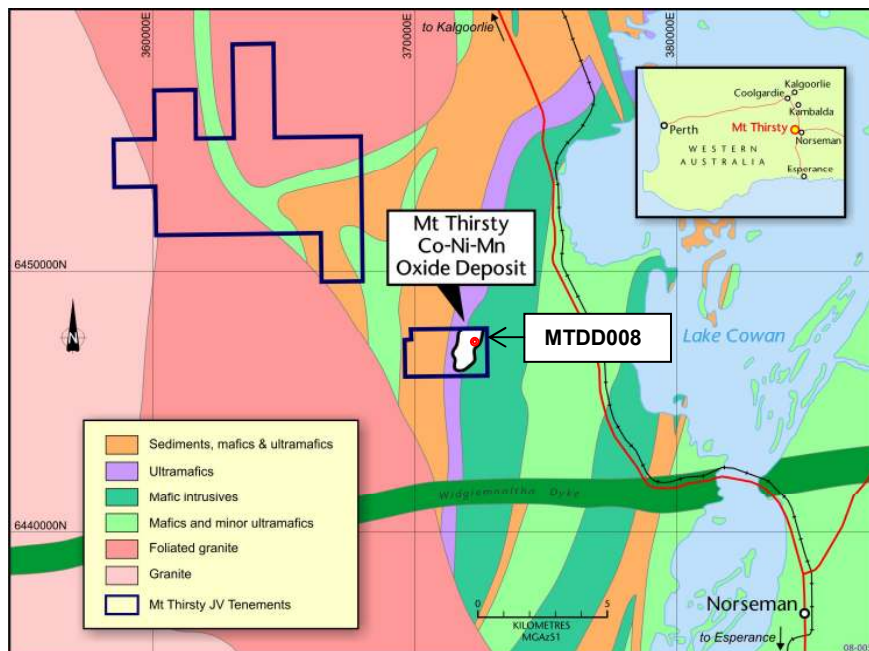 360000E
370000E
380000E
to Kalgoorlie
Kalgoorlie
Coolgardie
Kambalda
Mt Thirsty
Perth
Norseman
WESTERN
AUSTRALIA
Esperance
Mt Thirsty
Co-Ni-Mn
Oxide Deposit
6450000N
N
MTDD008
Lake Cowan
Sediments, mafics & ultramafics
Ultramafics
Mafic intrusives
Mafics and minor ultramafics
Foliated granite
Granite
Mt Thirsty JV Tenements
Widgiemooltha Dyke
6440000N
0 5
KILOMETRES
MGAz51
Norseman
to Esperance